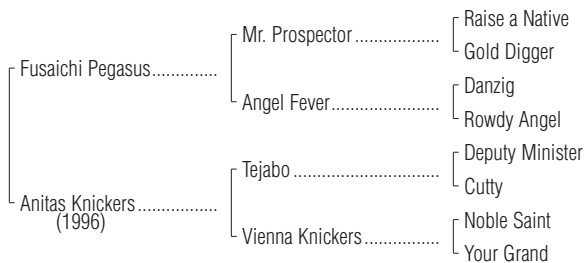 Raise a Native
Mr. Prospector...................
Gold Digger
Fusaichi Pegasus..............
Danzig
Angel Fever........................
Rowdy Angel
Deputy Minister
Tejabo................................
Cutty
Anitas Knickers.................
(1996)
Noble Saint
Vienna Knickers.................
Your Grand